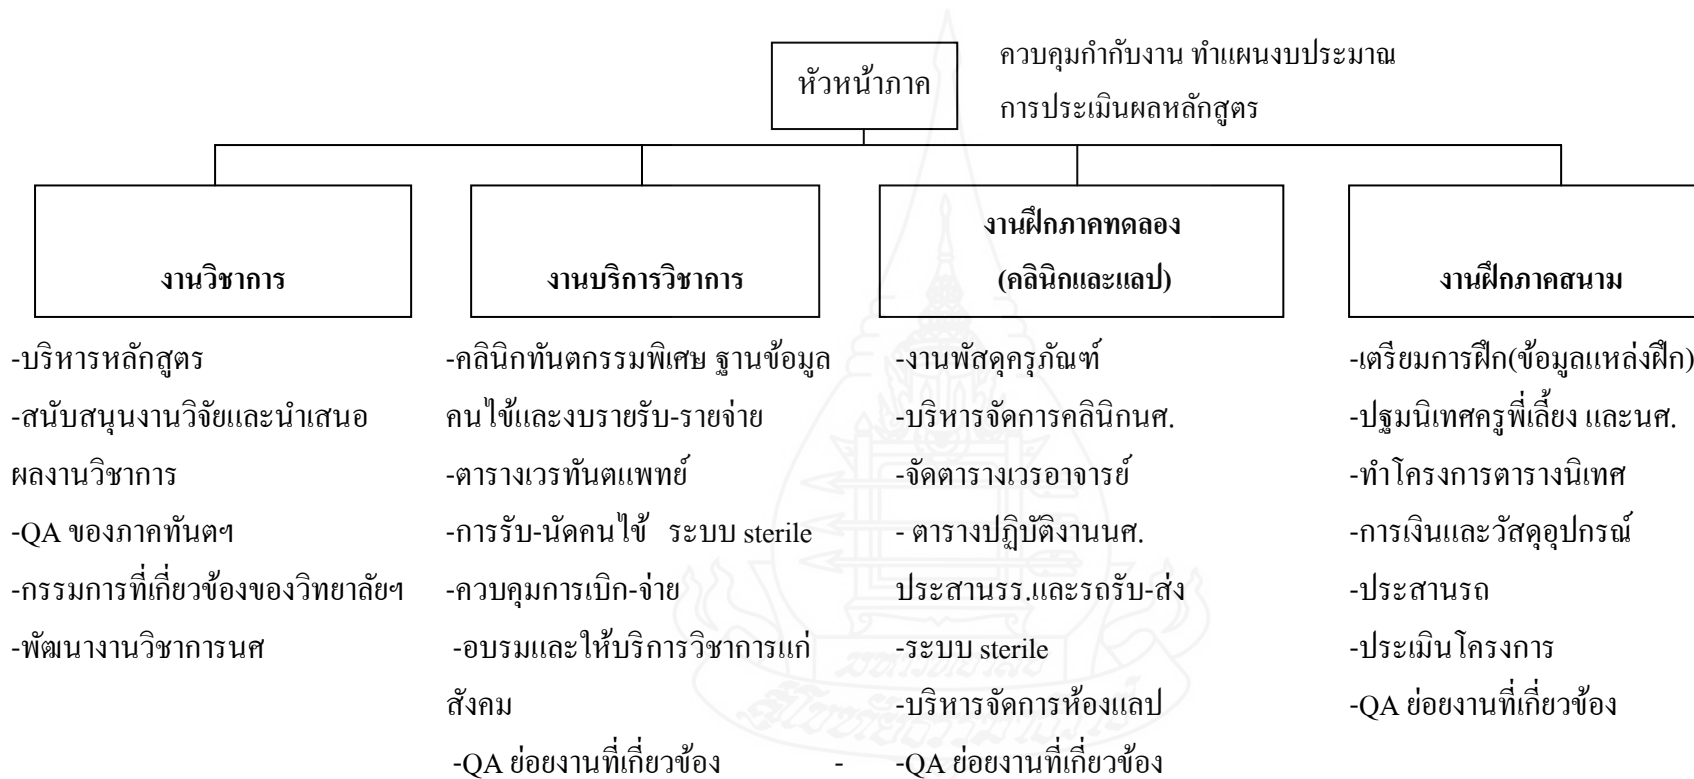 หัวหน้าภาค
ควบคุมกำกับงาน ทำแผนงบประมาณ
การประเมินผลหลักสูตร
งานวิชาการ
-บริหารหลักสูตร
-สนับสนุนงานวิจัยและนำเสนอ
ผลงานวิชาการ
-QA ของภาคทันตฯ
-กรรมการที่เกี่ยวข้องของวิทยาลัยฯ
-พัฒนางานวิชาการนศ
งานบริการวิชาการ
-คลินิกทันตกรรมพิเศษ ฐานข้อมูล
คนไข้และงบรายรับ-รายจ่าย
-ตารางเวรทันตแพทย์
-การรับ-นัดคนไข้ ระบบ sterile
-ควบคุมการเบิก-จ่าย
-อบรมและให้บริการวิชาการแก่
สังคม
-QA ย่อยงานที่เกี่ยวข้อง -
งานฝึกภาคทดลอง
(คลินิกและแลป)
-งานพัสดุครุภัณฑ์
-บริหารจัดการคลินิกนศ.
-จัดตารางเวรอาจารย์
- ตารางปฏิบัติงานนศ.
ประสานรร.และรถรับ-ส่ง
-ระบบ sterile
-บริหารจัดการห้องแลป
-QA ย่อยงานที่เกี่ยวข้อง
งานฝึกภาคสนาม
-เตรียมการฝึก(ข้อมูลแหล่งฝึก)
-ปฐมนิเทศครูพี่เลี้ยง และนศ.
-ทำโครงการตารางนิเทศ
-การเงินและวัสดุอุปกรณ์
-ประสานรถ
-ประเมินโครงการ
-QA ย่อยงานที่เกี่ยวข้อง